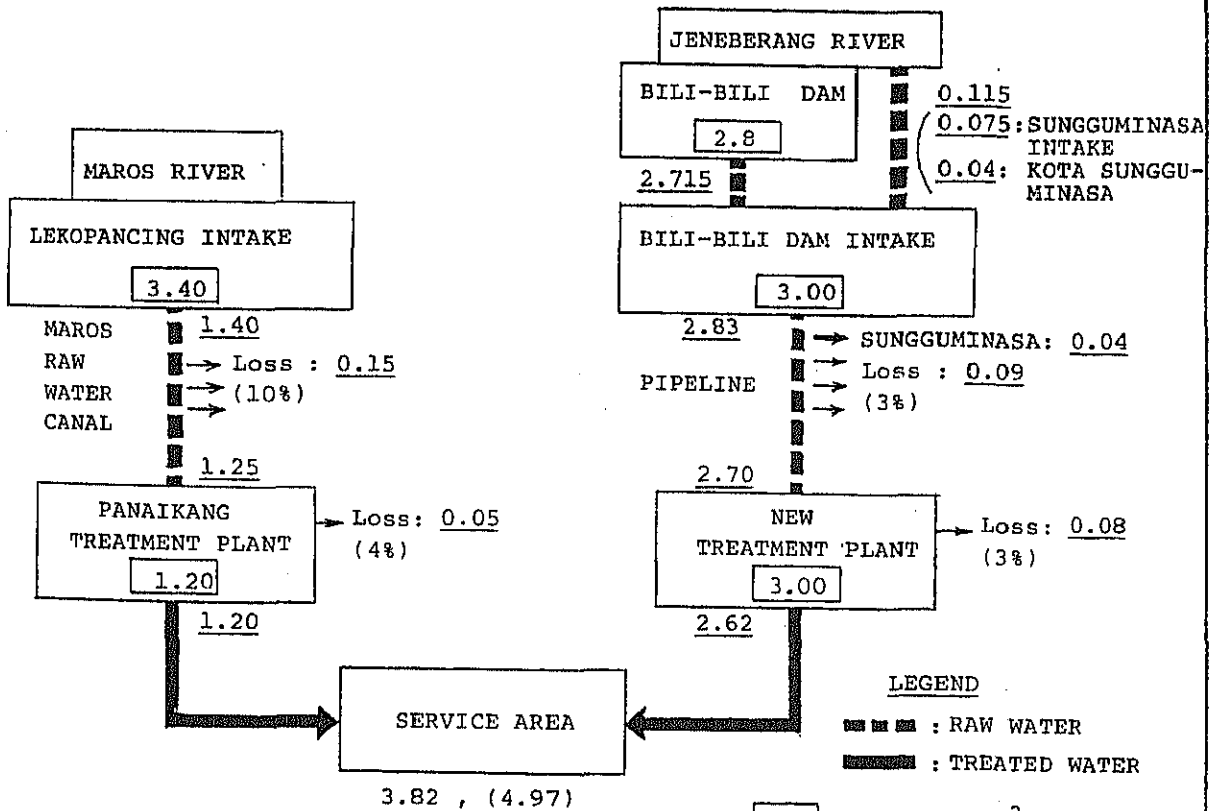 JENEBERANG RIVER
BILI-BILI DAM
2.8
2.715
0.115
0.075:SUNGGUMINASA
INTAKE
0.04: KOTA SUNGGU-
MINASA
MAROS RIVER
LEKOPANCING INTAKE
3.40
BILI-BILI DAM INTAKE
3.00
MAROS
RAW
WATER
CANAL
1.40
Loss : 0.15
(10%)
1.25
2.83
PIPELINE
SUNGGUMINASA: 0.04
Loss : 0.09
(3%)
2.70
PANAIKANG
TREATMENT PLANT
1.20
Loss: 0.05
(4%)
1.20
NEW
TREATMENT PLANT
3.00
Loss: 0.08
(3%)
2.62
SERVICE AREA
3.82 , (4.97)
LEGEND
: RAW WATER
: TREATED WATER